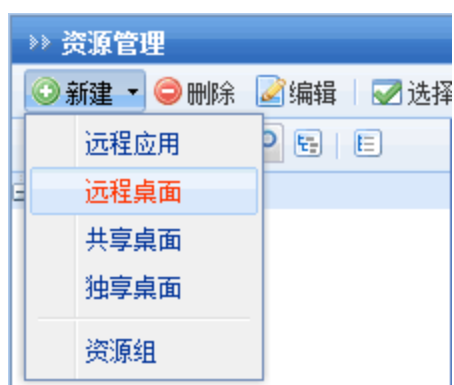 资源管理
新建 删除 编辑 选择
远程应用
远程桌面
共享桌面
独享桌面
资源组